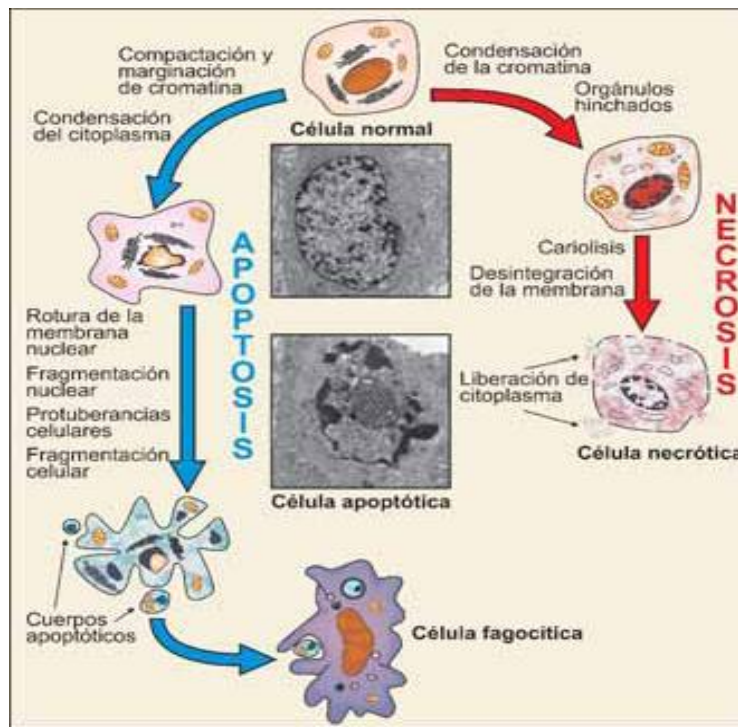 Compactación y
marginación
de cromatina
Condensación
del citoplasma
Condensación
de la cromatina
Orgánulos
hinchados
Célula normal
APOPTOSIS
NECROSIS
Cariolisis
Desintegración
de la membrana
Rotura de la
membrana
nuclear
Fragmentación
nuclear
Protuberancias
celulares
Fragmentación
celular
Liberación de
citoplasma
Célula necrótica
Célula apoptótica
Cuerpos
apoptóticos
Célula fagocítica